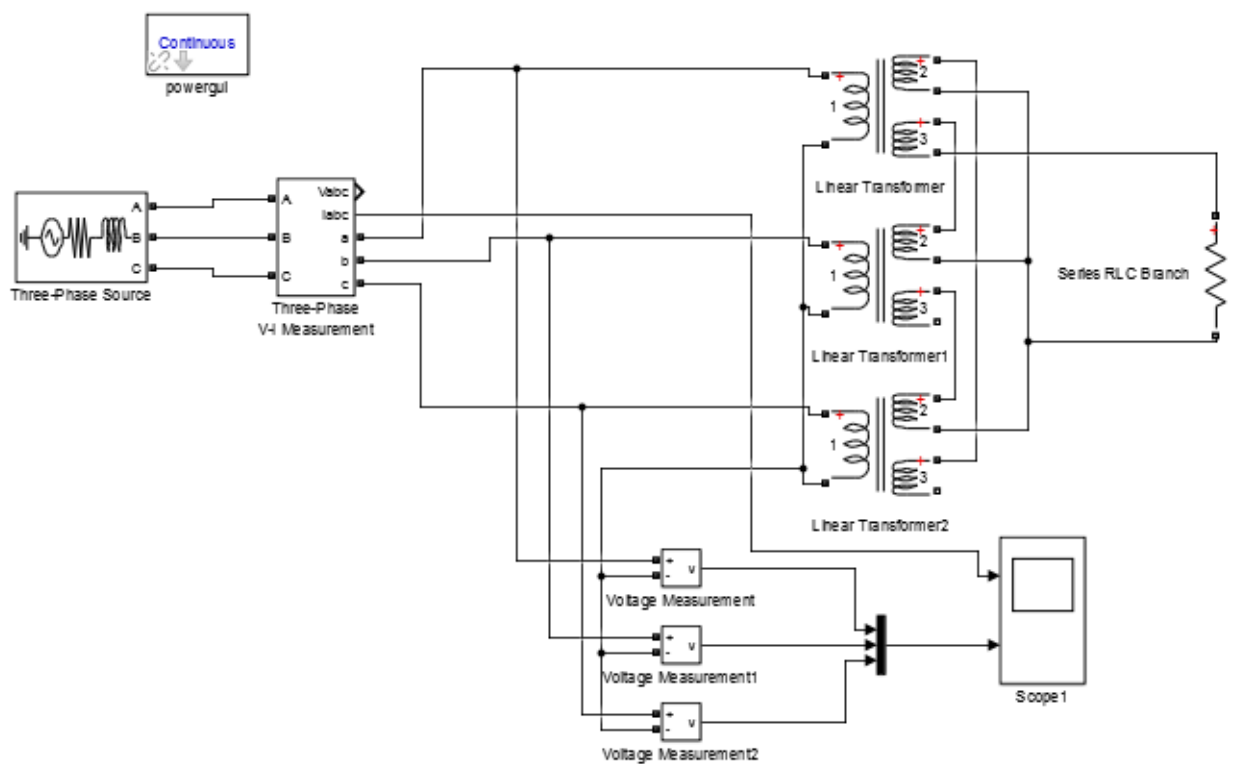 Continuous
powergui
A
B
C
Three-Phase Source
A
B
C
Vabc
Iabc
a
b
c
Three-Phase
V-I Measurement
+
1
+
2
+
3
Linear Transformer
+
1
+
2
+
3
Linear Transformer1
+
1
+
2
+
3
Linear Transformer2
+
Series RLC Branch
+
-
v
Voltage Measurement
+
-
v
Voltage Measurement1
+
-
v
Voltage Measurement2
Scope1